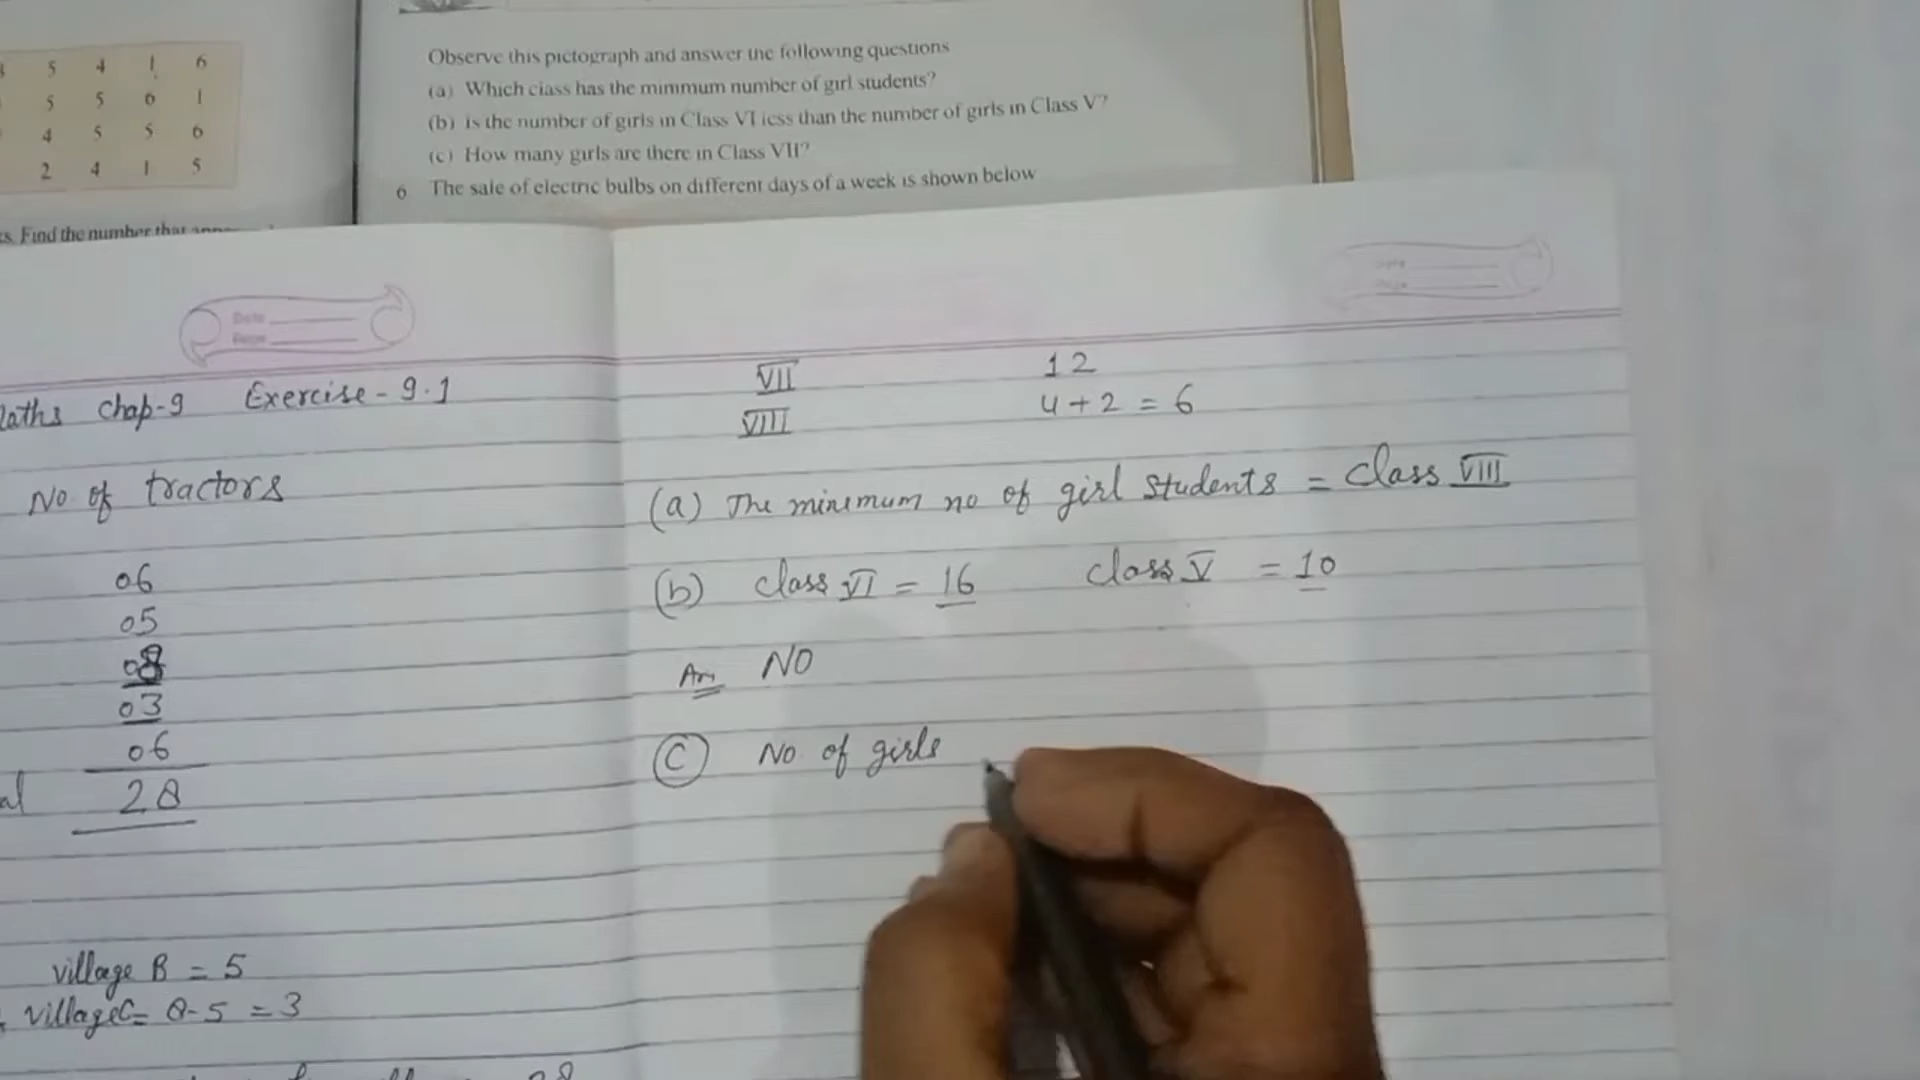 5 4 1 6
5 5 6 1
4 5 5 6
2 4 1 5
Find the number that
Observe this pictograph and answer the following questions
(a) Which class has the minimum number of girl students?
(b) Is the number of girls in Class VI less than the number of girls in Class V?
(c) How many girls are there in Class VII?
6 The sale of electric bulbs on different days of a week is shown below
Date
Page
chap-9 Exercise-9.1
No. of tractors
06
05
08
03
06
28
village B = 5
village C = 8-5 = 3
VII 12
VIII 4+2 = 6
(a) The minimum no of girl students = class VIII
(b) class VI = 16 class V = 10
Ans NO
(C) No. of girls